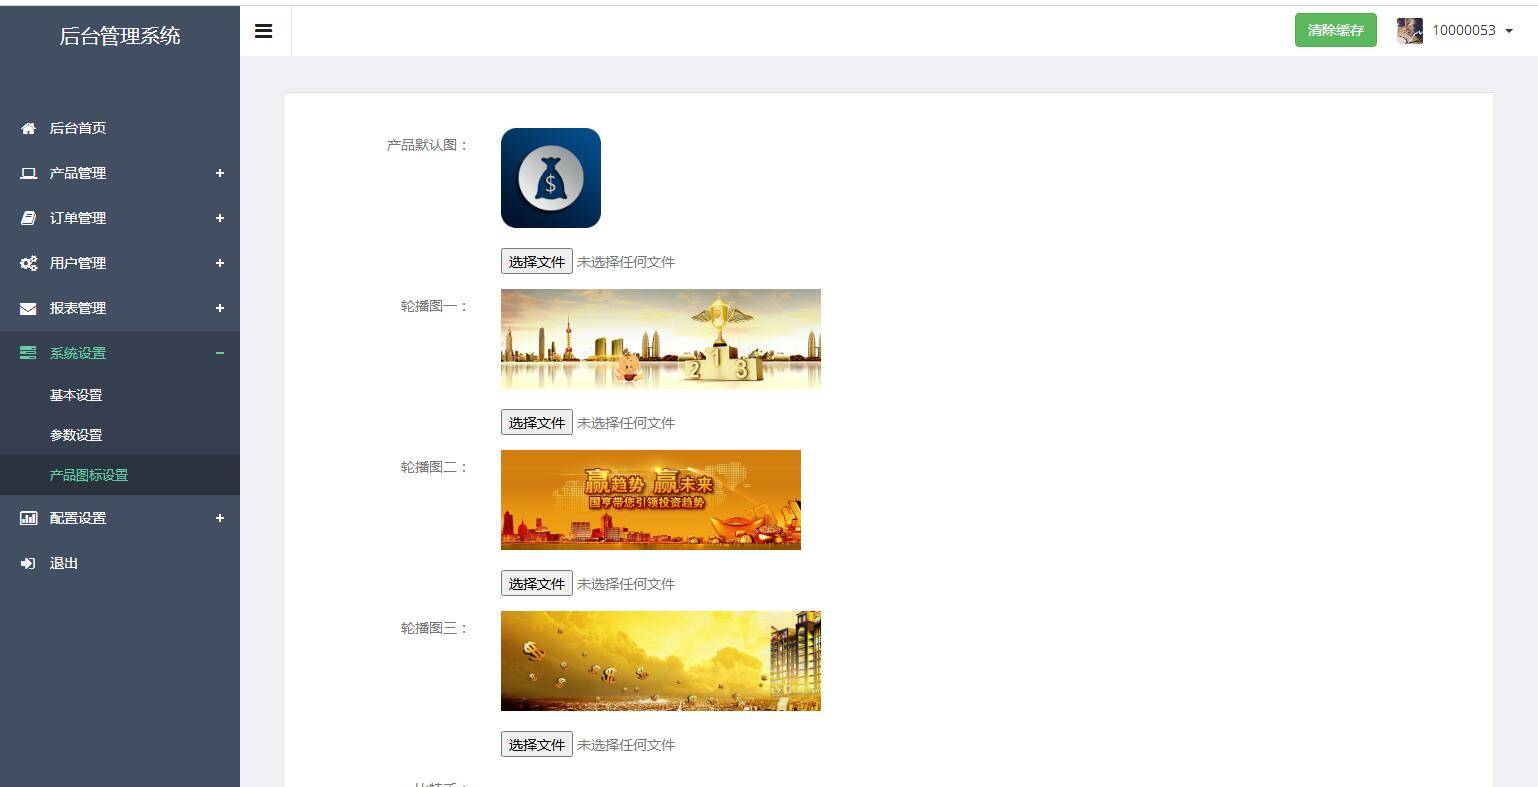 后台管理系统
清除缓存
10000053
后台首页
产品管理
订单管理
用户管理
报表管理
系统设置
基本设置
参数设置
产品图标设置
配置设置
退出
产品默认图：
$
选择文件 未选择任何文件
轮播图一：
1
2 3
选择文件 未选择任何文件
轮播图二：
赢趋势 赢未来
国亨带您引领投资趋势
选择文件 未选择任何文件
轮播图三：
选择文件 未选择任何文件